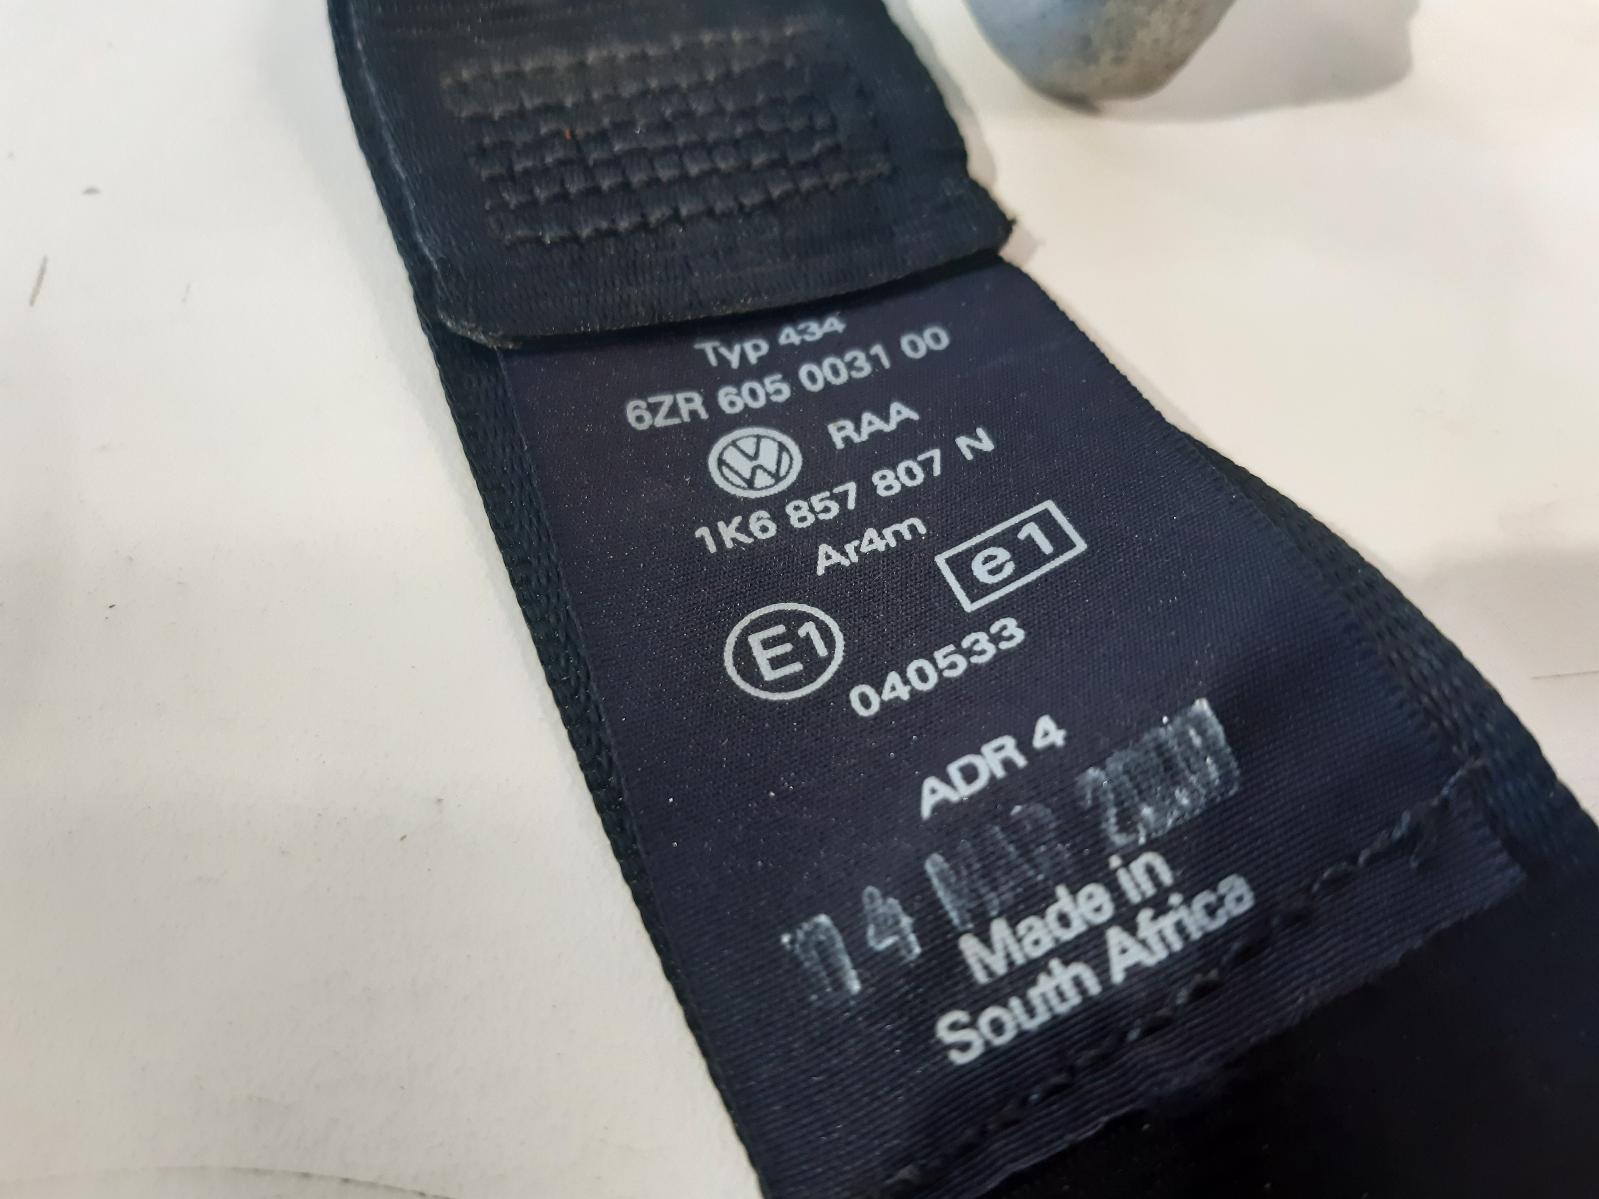 Typ 434
6ZR 605 0031 00
RAA
1K6 857 807 N
Ar4m
e1
E1
040533
ADR 4
MAR
Made in
South Africa